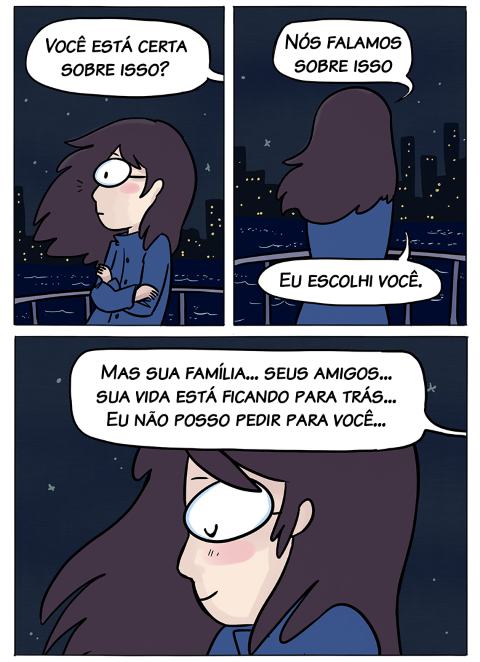 VOCÊ ESTÁ CERTA
SOBRE ISSO?
NÓS FALAMOS
SOBRE ISSO
EU ESCOLHI VOCÊ.
MAS SUA FAMÍLIA... SEUS AMIGOS...
SUA VIDA ESTÁ FICANDO PARA TRÁS...
EU NÃO POSSO PEDIR PARA VOCÊ...